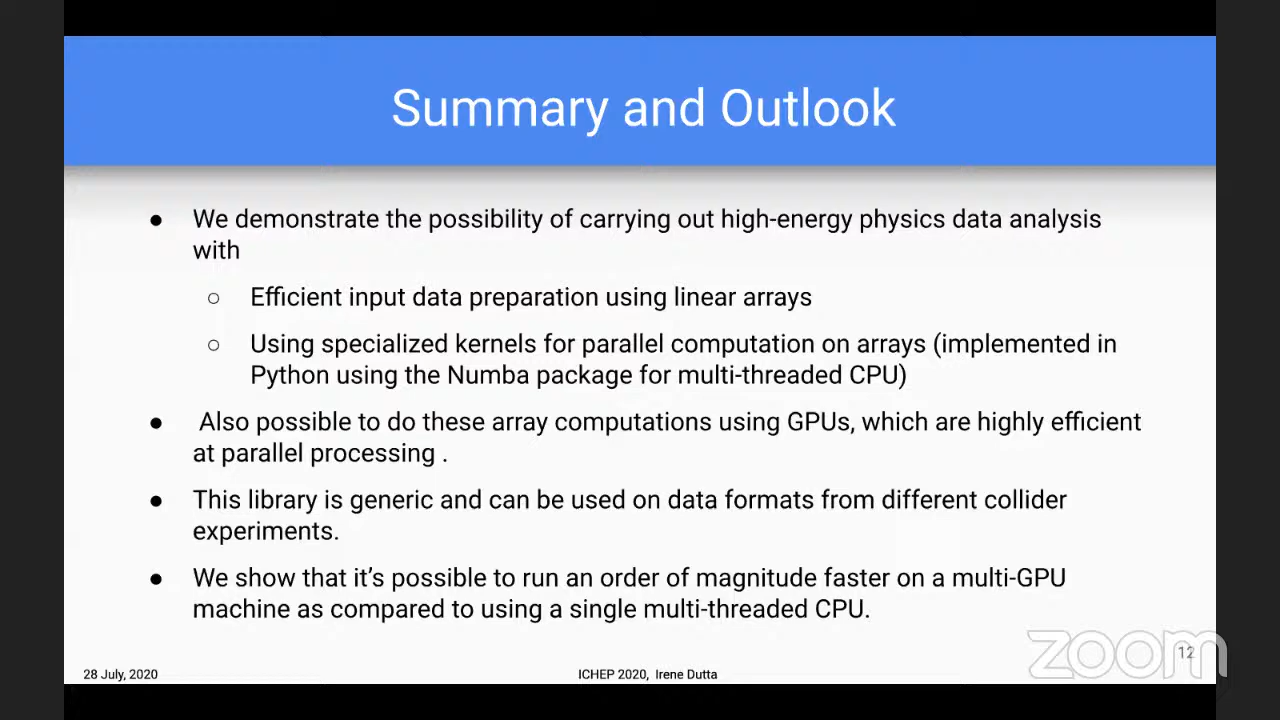 Summary and Outlook
● We demonstrate the possibility of carrying out high-energy physics data analysis
with
○ Efficient input data preparation using linear arrays
○ Using specialized kernels for parallel computation on arrays (implemented in
Python using the Numba package for multi-threaded CPU)
● Also possible to do these array computations using GPUs, which are highly efficient
at parallel processing .
● This library is generic and can be used on data formats from different collider
experiments.
● We show that it’s possible to run an order of magnitude faster on a multi-GPU
machine as compared to using a single multi-threaded CPU.
zoom
12
28 July, 2020
ICHEP 2020, Irene Dutta